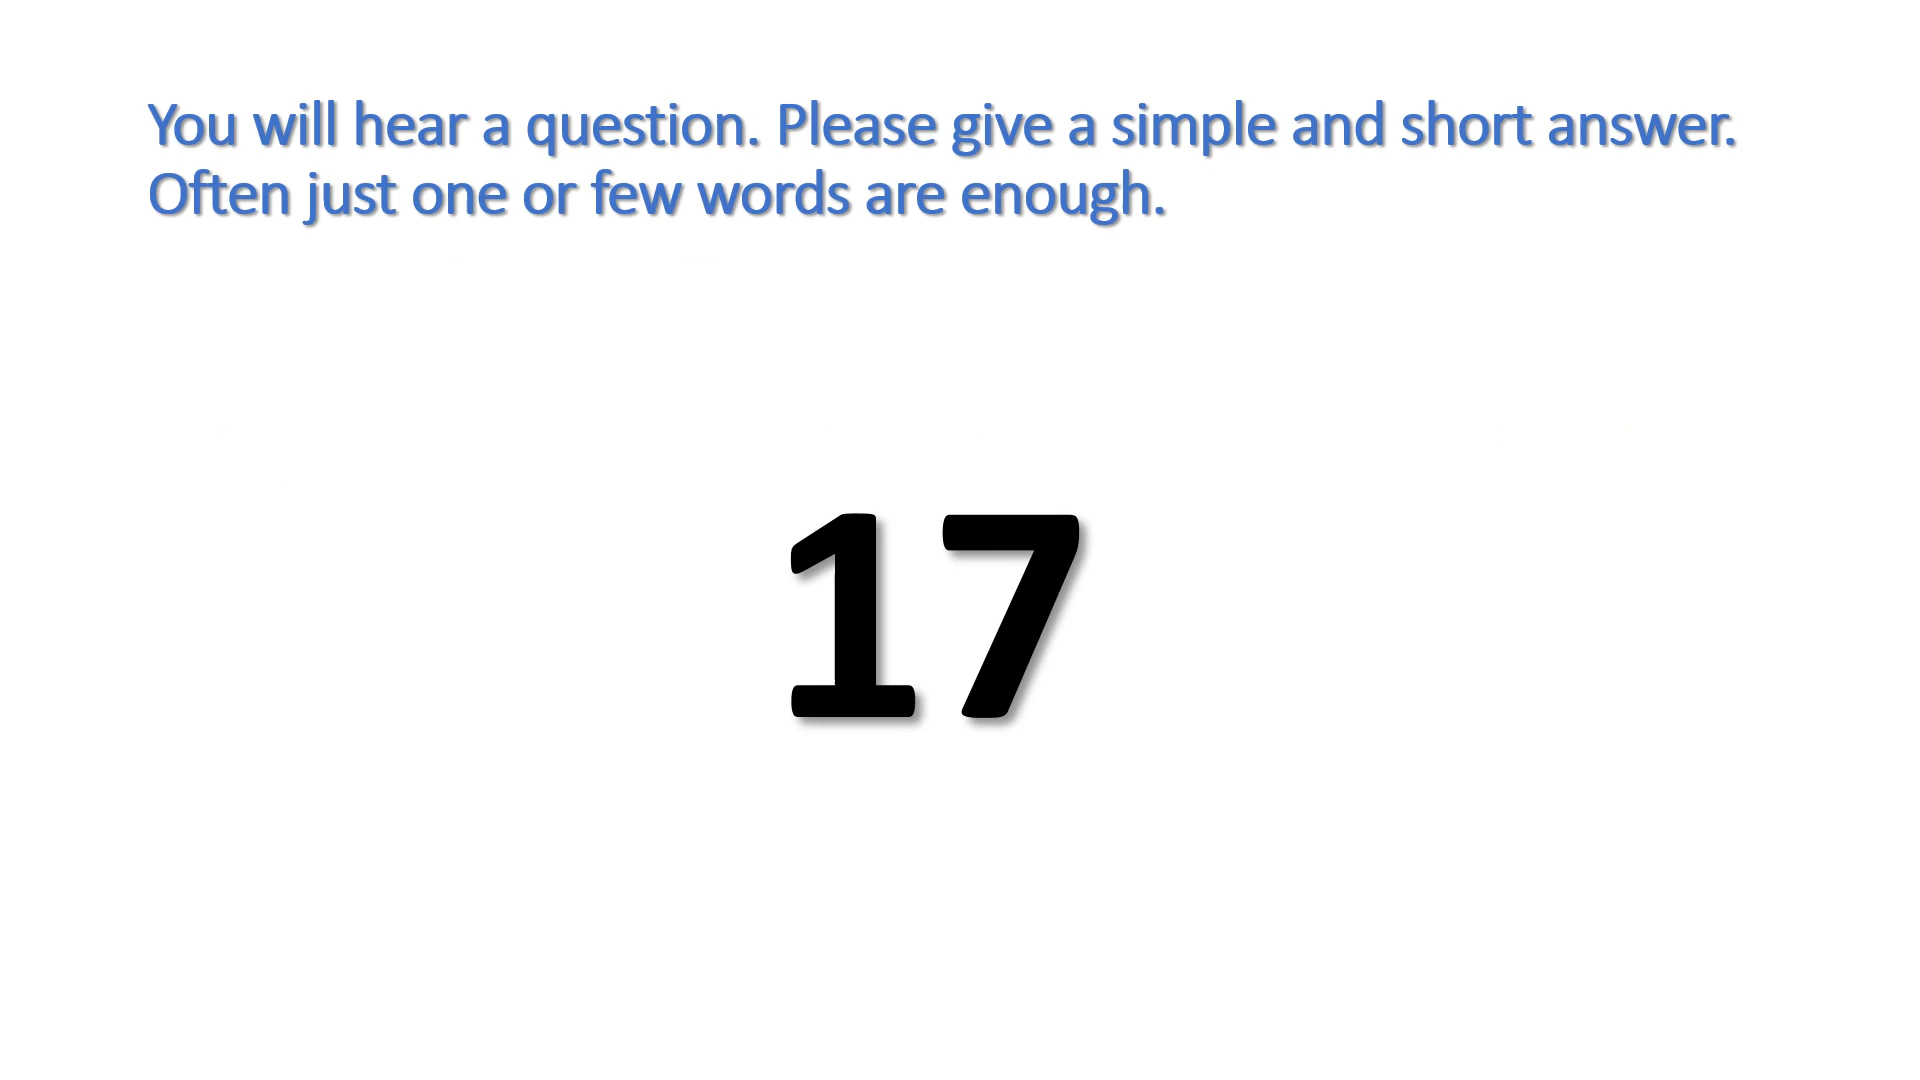 You will hear a question. Please give a simple and short answer.
Often just one or few words are enough.
17